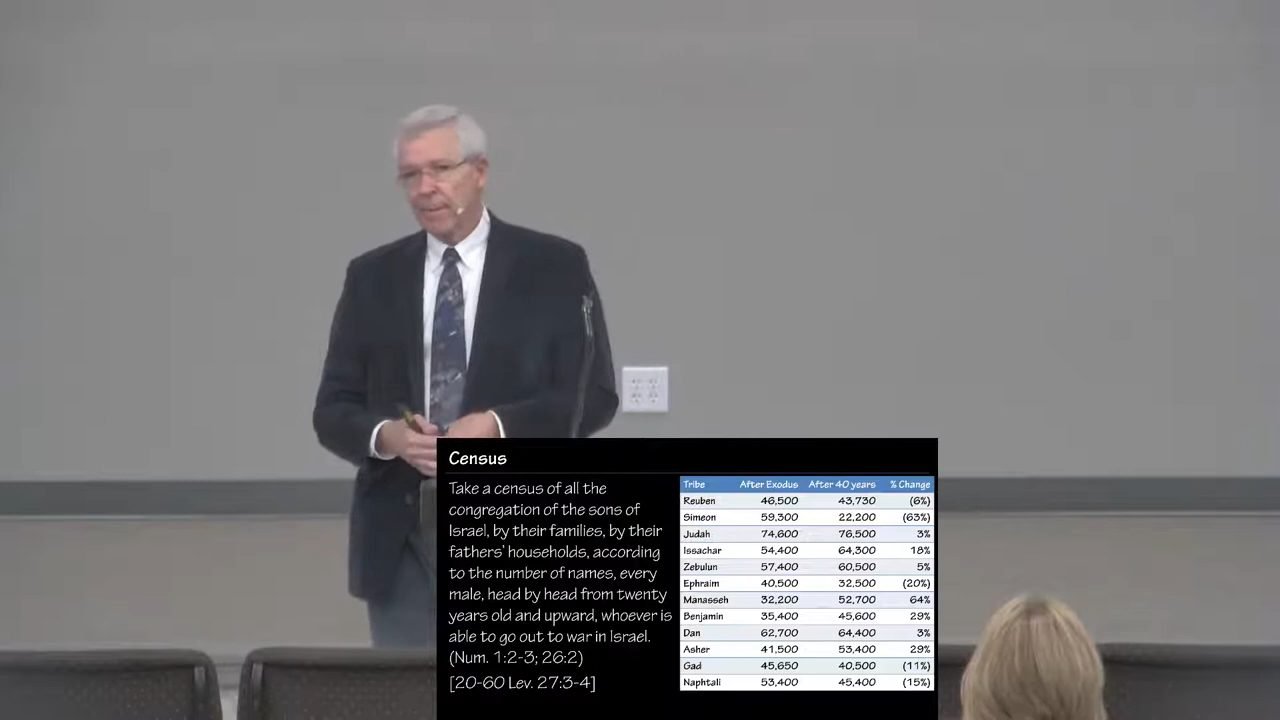 Census
Take a census of all the
congregation of the sons of
Israel, by their families, by their
fathers' households, according
to the number of names, every
male, head by head from twenty
years old and upward, whoever is
able to go out to war in Israel.
(Num. 1:2-3; 26:2)
[20-60 Lev. 27:3-4]
Tribe After Exodus After 40 years % Change
Reuben 46,500 43,730 (6%)
Simeon 59,300 22,200 (63%)
Judah 74,600 76,500 3%
Issachar 54,400 64,300 18%
Zebulun 57,400 60,500 5%
Ephraim 40,500 32,500 (20%)
Manasseh 32,200 52,700 64%
Benjamin 35,400 45,600 29%
Dan 62,700 64,400 3%
Asher 41,500 53,400 29%
Gad 45,650 40,500 (11%)
Naphtali 53,400 45,400 (15%)